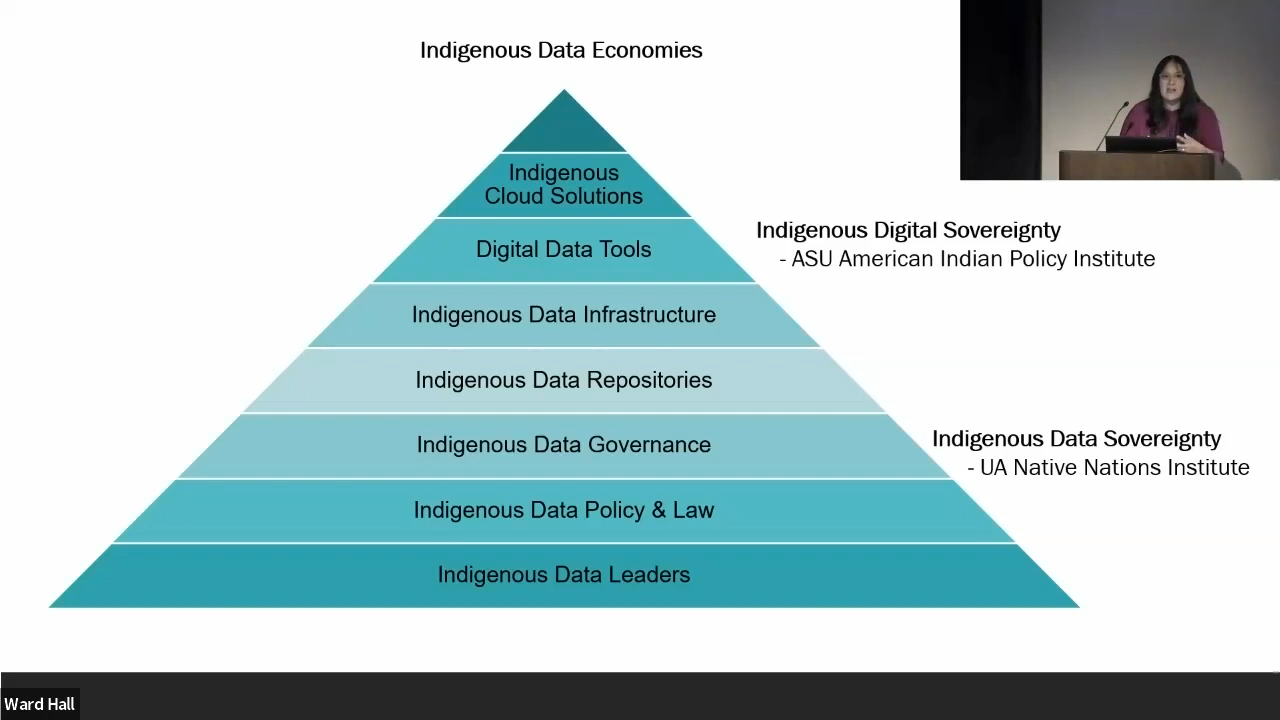 Indigenous Data Economies
Indigenous
Cloud Solutions
Digital Data Tools
Indigenous Digital Sovereignty
- ASU American Indian Policy Institute
Indigenous Data Infrastructure
Indigenous Data Repositories
Indigenous Data Governance
Indigenous Data Sovereignty
- UA Native Nations Institute
Indigenous Data Policy & Law
Indigenous Data Leaders
Ward Hall